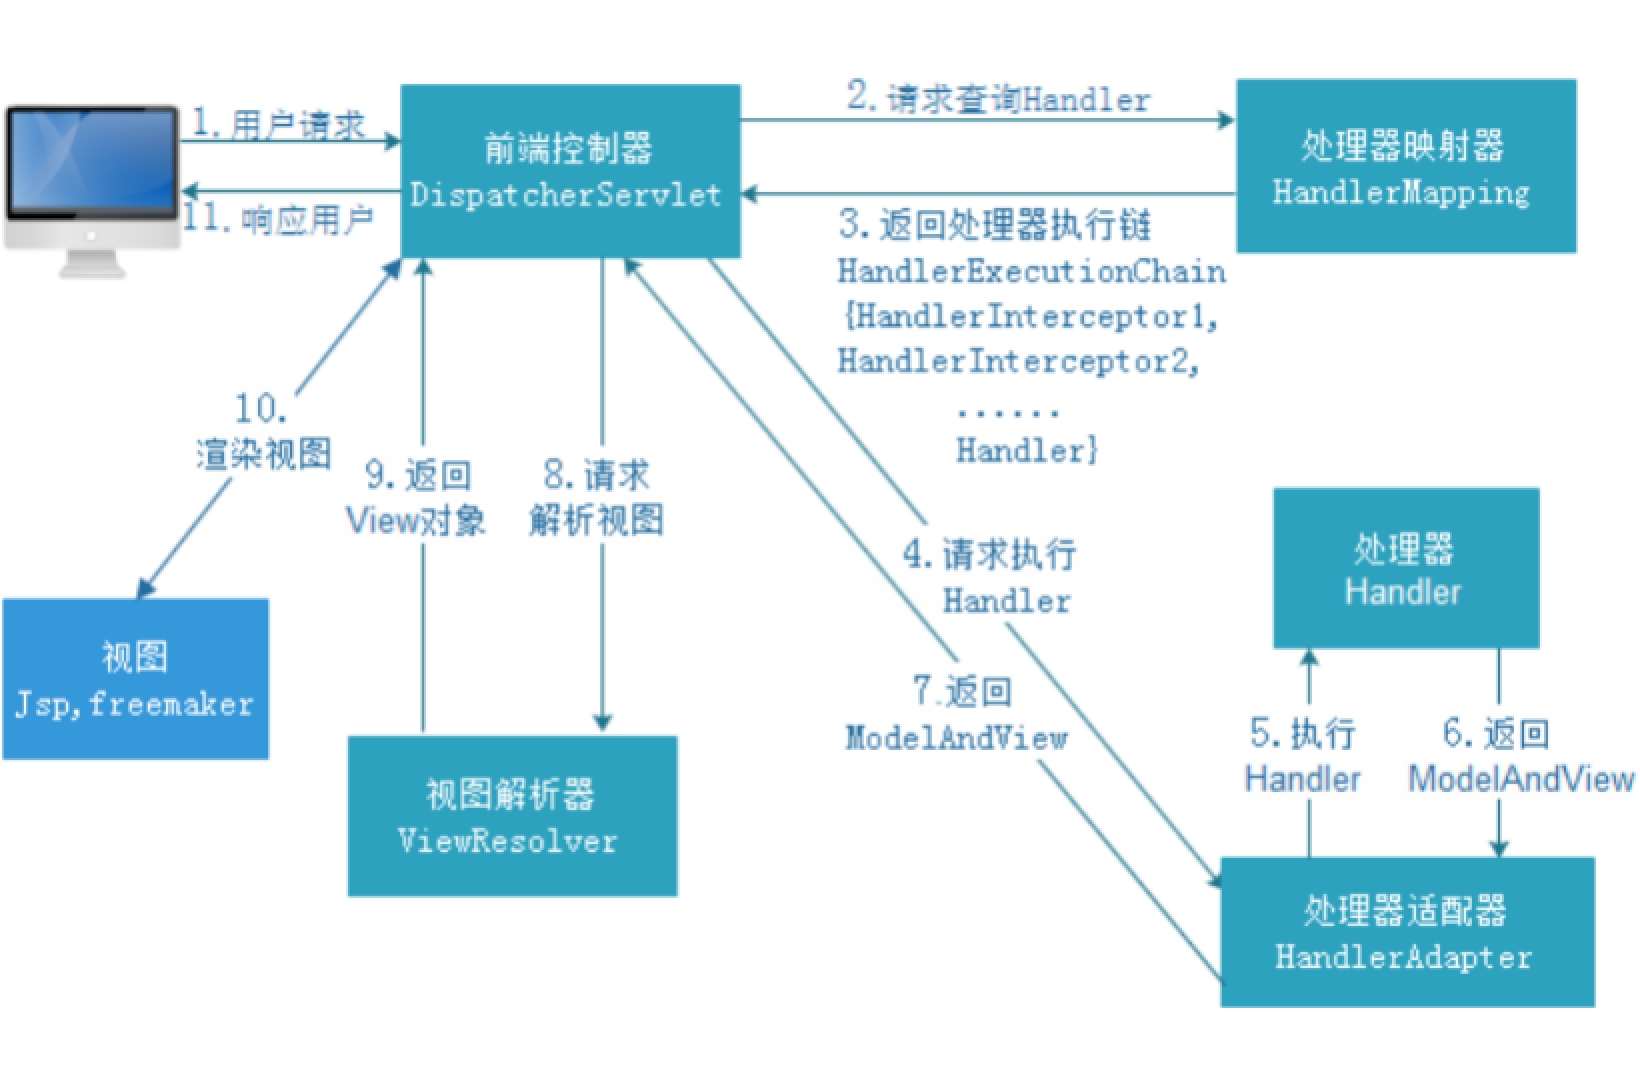 1.用户请求
11.响应用户
前端控制器
DispatcherServlet
2.请求查询Handler
处理器映射器
HandlerMapping
3.返回处理器执行链
HandlerExecutionChain
{HandlerInterceptor1,
HandlerInterceptor2,
......
Handler}
10.
渲染视图
9.返回
View对象
8.请求
解析视图
4.请求执行
Handler
7.返回
ModelAndView
处理器
Handler
5.执行
Handler
6.返回
ModelAndView
视图
Jsp,freemaker
视图解析器
ViewResolver
处理器适配器
HandlerAdapter